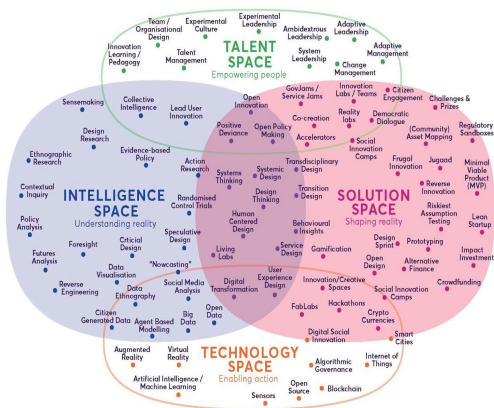 Experimental
Leadership
Team /
Organisational
Design
Experimental
Culture
Ambidextrous
Leadership
Adaptive
Leadership
Innovation
Learning /
Pedagogy
Talent
Management
TALENT
SPACE
Empowering people
System
Leadership
Adaptive
Management
Change
Management
Sensemaking
Collective
Intelligence
Lead User
Innovation
Open
Innovation
GovJams /
Service Jams
Innovation
Labs / Teams
Citizen
Engagement
Challenges &
Prizes
Co-creation
Reality
labs
Democratic
Dialogue
Regulatory
Sandboxes
Design
Research
Positive
Deviance
Open Policy
Making
Accelerators
Social
Innovation
Camps
(Community)
Asset Mapping
Ethnographic
Research
Evidence-based
Policy
Action
Research
Systems
Thinking
Systemic
Design
Transdisciplinary
Design
Frugal
Innovation
Jugaad
Minimal
Viable
Product
(MVP)
Contextual
Inquiry
INTELLIGENCE
SPACE
Understanding reality
Randomised
Control Trials
Design
Thinking
Transition
Design
SOLUTION
SPACE
Shaping reality
Reverse
Innovation
Policy
Analysis
Human
Centered
Design
Behavioural
Insights
Riskiest
Assumption
Testing
Lean
Startup
Futures
Analysis
Foresight
Criticial
Design
Speculative
Design
Living
Labs
Service
Design
Gamification
Design
Sprint
Prototyping
Impact
Investment
Reverse
Engineering
Data
Visualisation
"Nowcasting"
Open
Design
Alternative
Finance
Data
Ethnography
Social Media
Analysis
Digital
Transformation
User
Experience
Design
Innovation/Creative
Spaces
Social Innovation
Camps
Crowdfunding
Citizen
Generated Data
Agent Based
Modelling
Big
Data
Open
Data
FabLabs
Hackathons
Crypto
Currencies
Augmented
Reality
Virtual
Reality
TECHNOLOGY
SPACE
Enabling action
Digital Social
Innovation
Smart
Cities
Artificial Intelligence /
Machine Learning
Algorithmic
Governance
Internet of
Things
Sensors
Open
Source
Blockchain